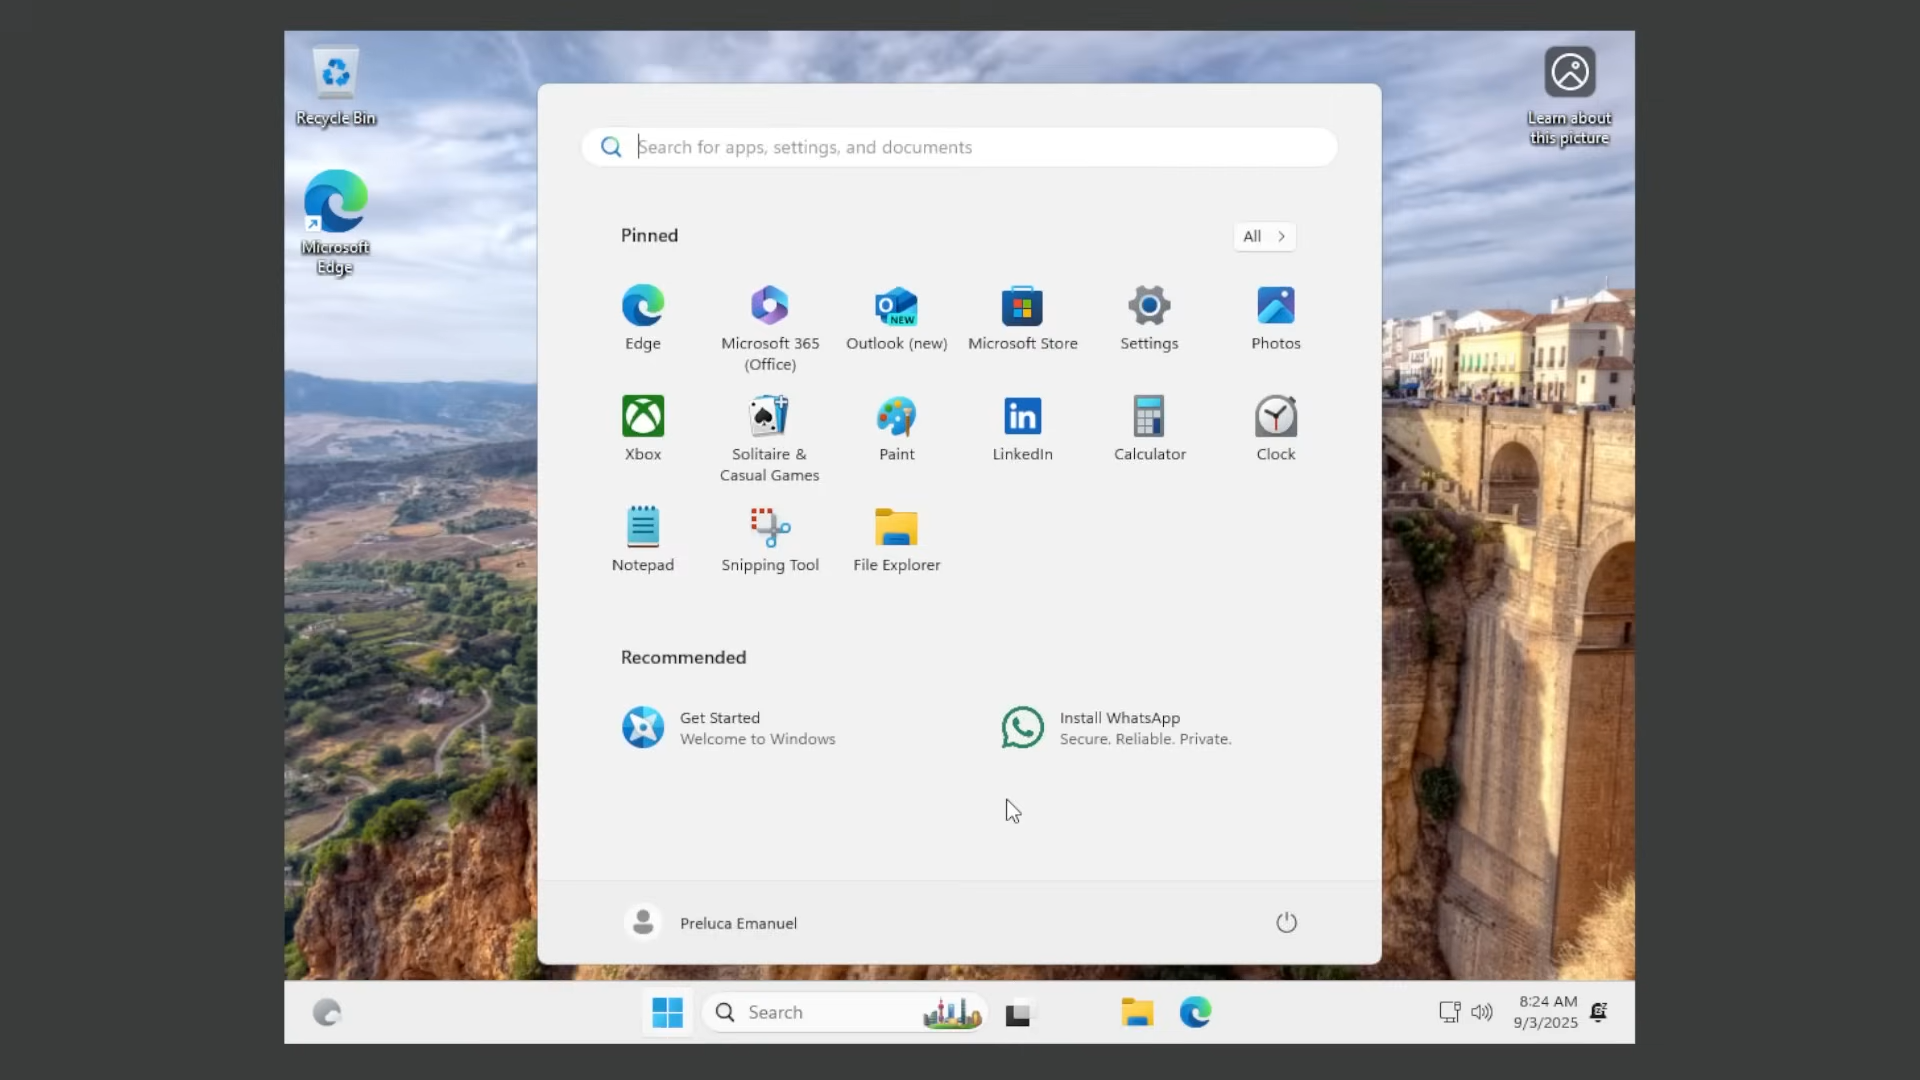 Recycle Bin
Microsoft
Edge
Learn about
this picture
Search for apps, settings, and documents
Pinned
All
Edge
Microsoft 365
(Office)
NEW
Outlook (new)
Microsoft Store
Settings
Photos
Xbox
Solitaire &
Casual Games
Paint
in
LinkedIn
Calculator
Clock
Notepad
Snipping Tool
File Explorer
Recommended
Get Started
Welcome to Windows
Install WhatsApp
Secure. Reliable. Private.
Preluca Emanuel
Search
8:24 AM
9/3/2025